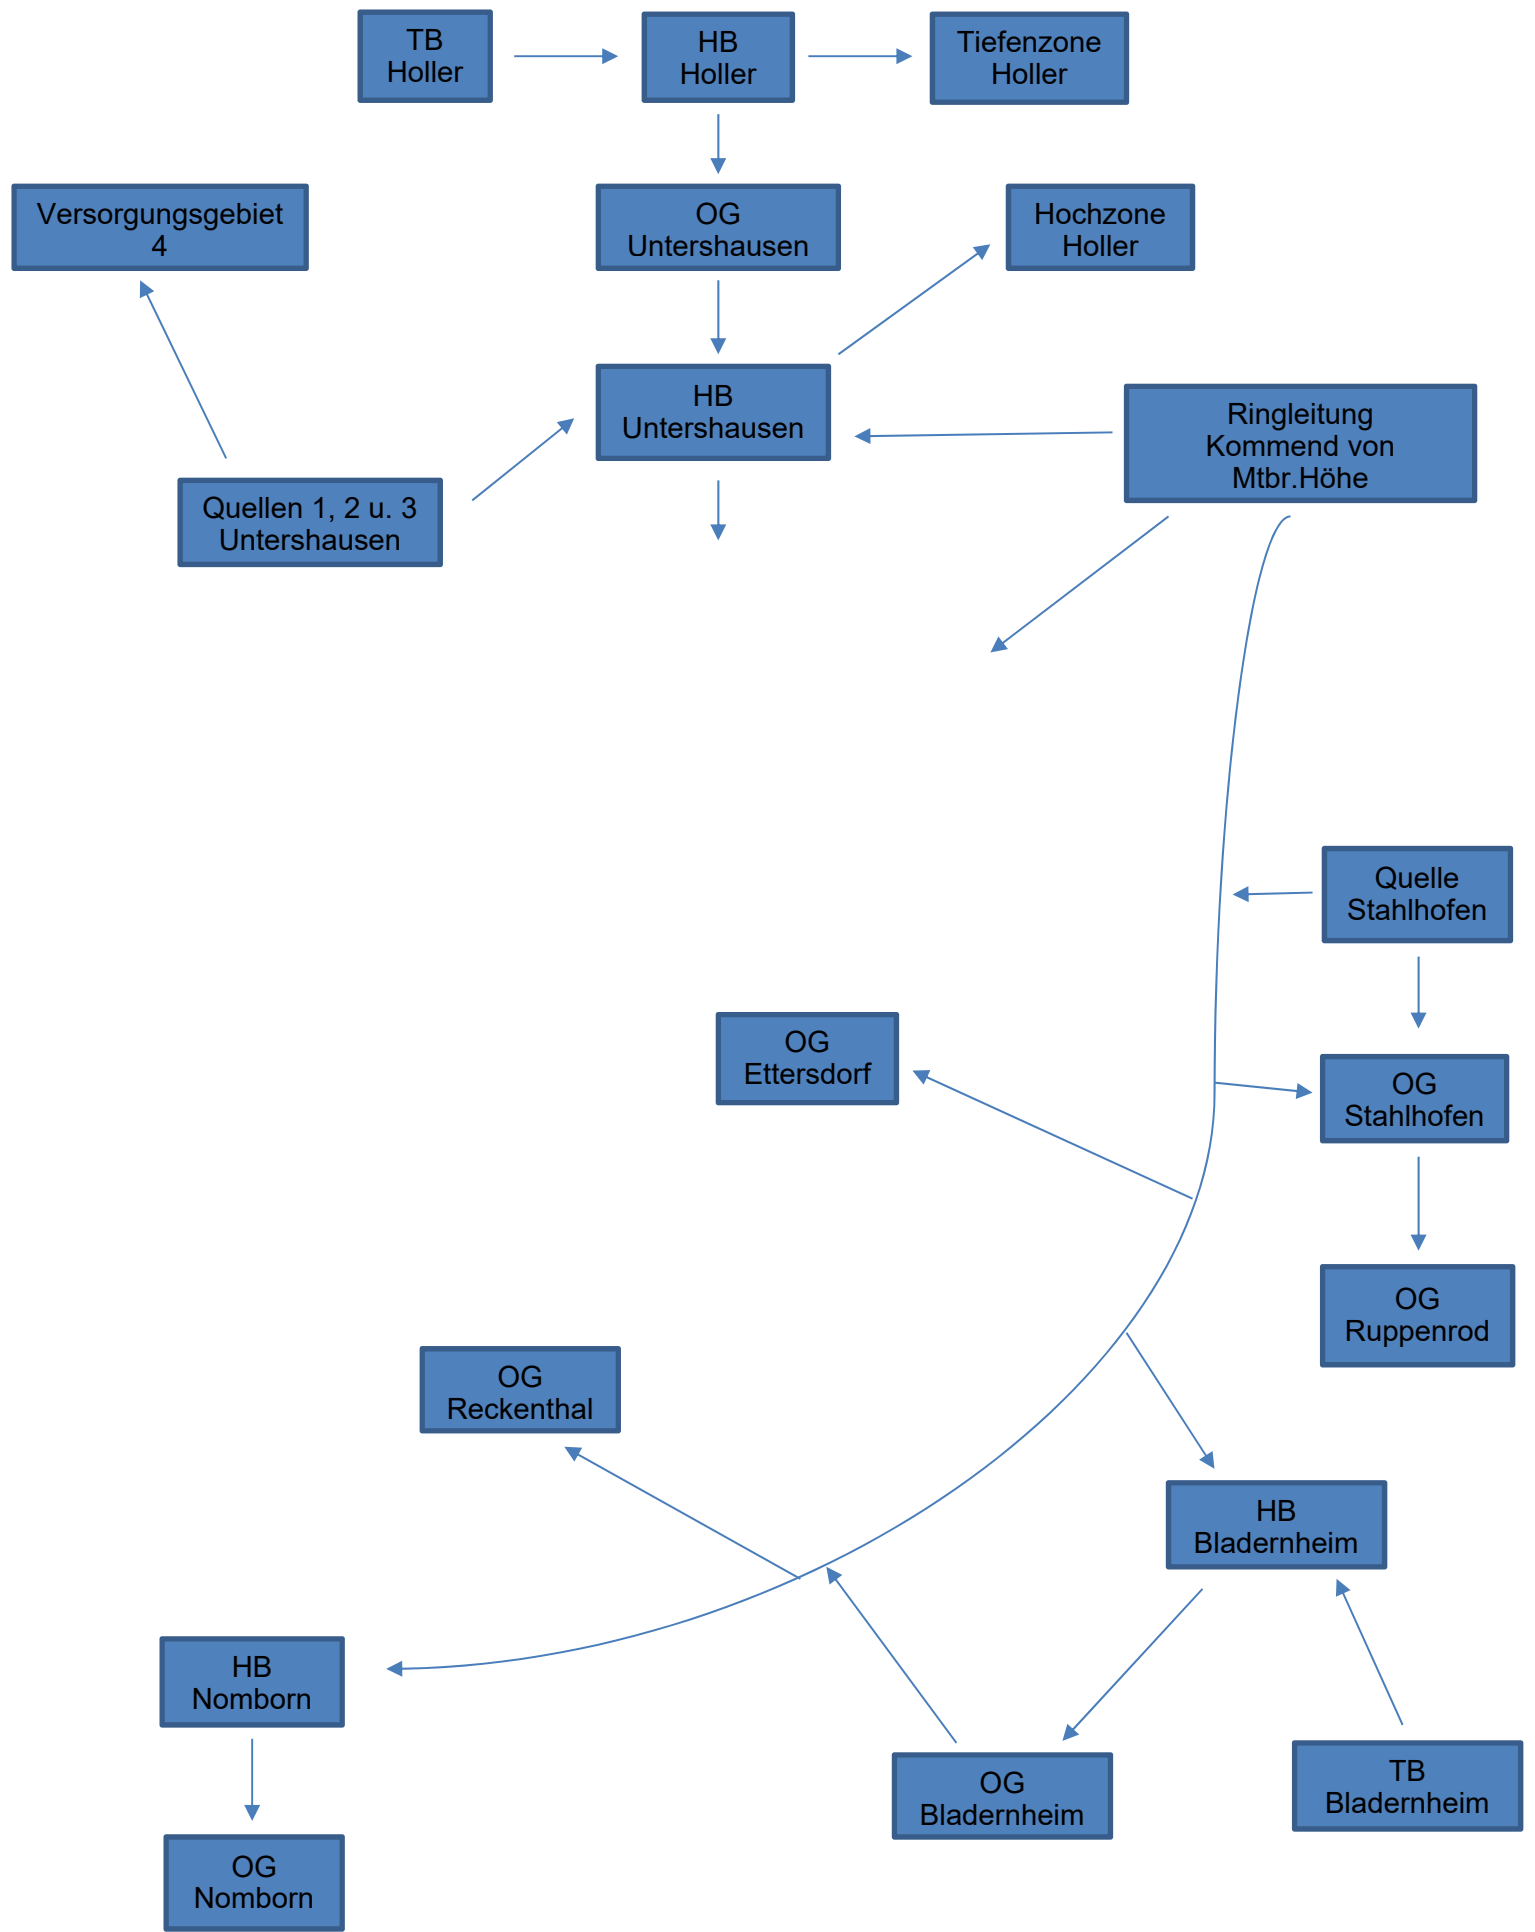 TB
Holler
HB
Holler
Tiefenzone
Holler
Versorgungsgebiet
4
OG
Untershausen
Hochzone
Holler
HB
Untershausen
Ringleitung
Kommend von
Mtbr.Höhe
Quellen 1, 2 u. 3
Untershausen
Quelle
Stahlhofen
OG
Ettersdorf
OG
Stahlhofen
OG
Ruppenrod
OG
Reckenthal
HB
Bladernheim
HB
Nomborn
OG
Bladernheim
TB
Bladernheim
OG
Nomborn